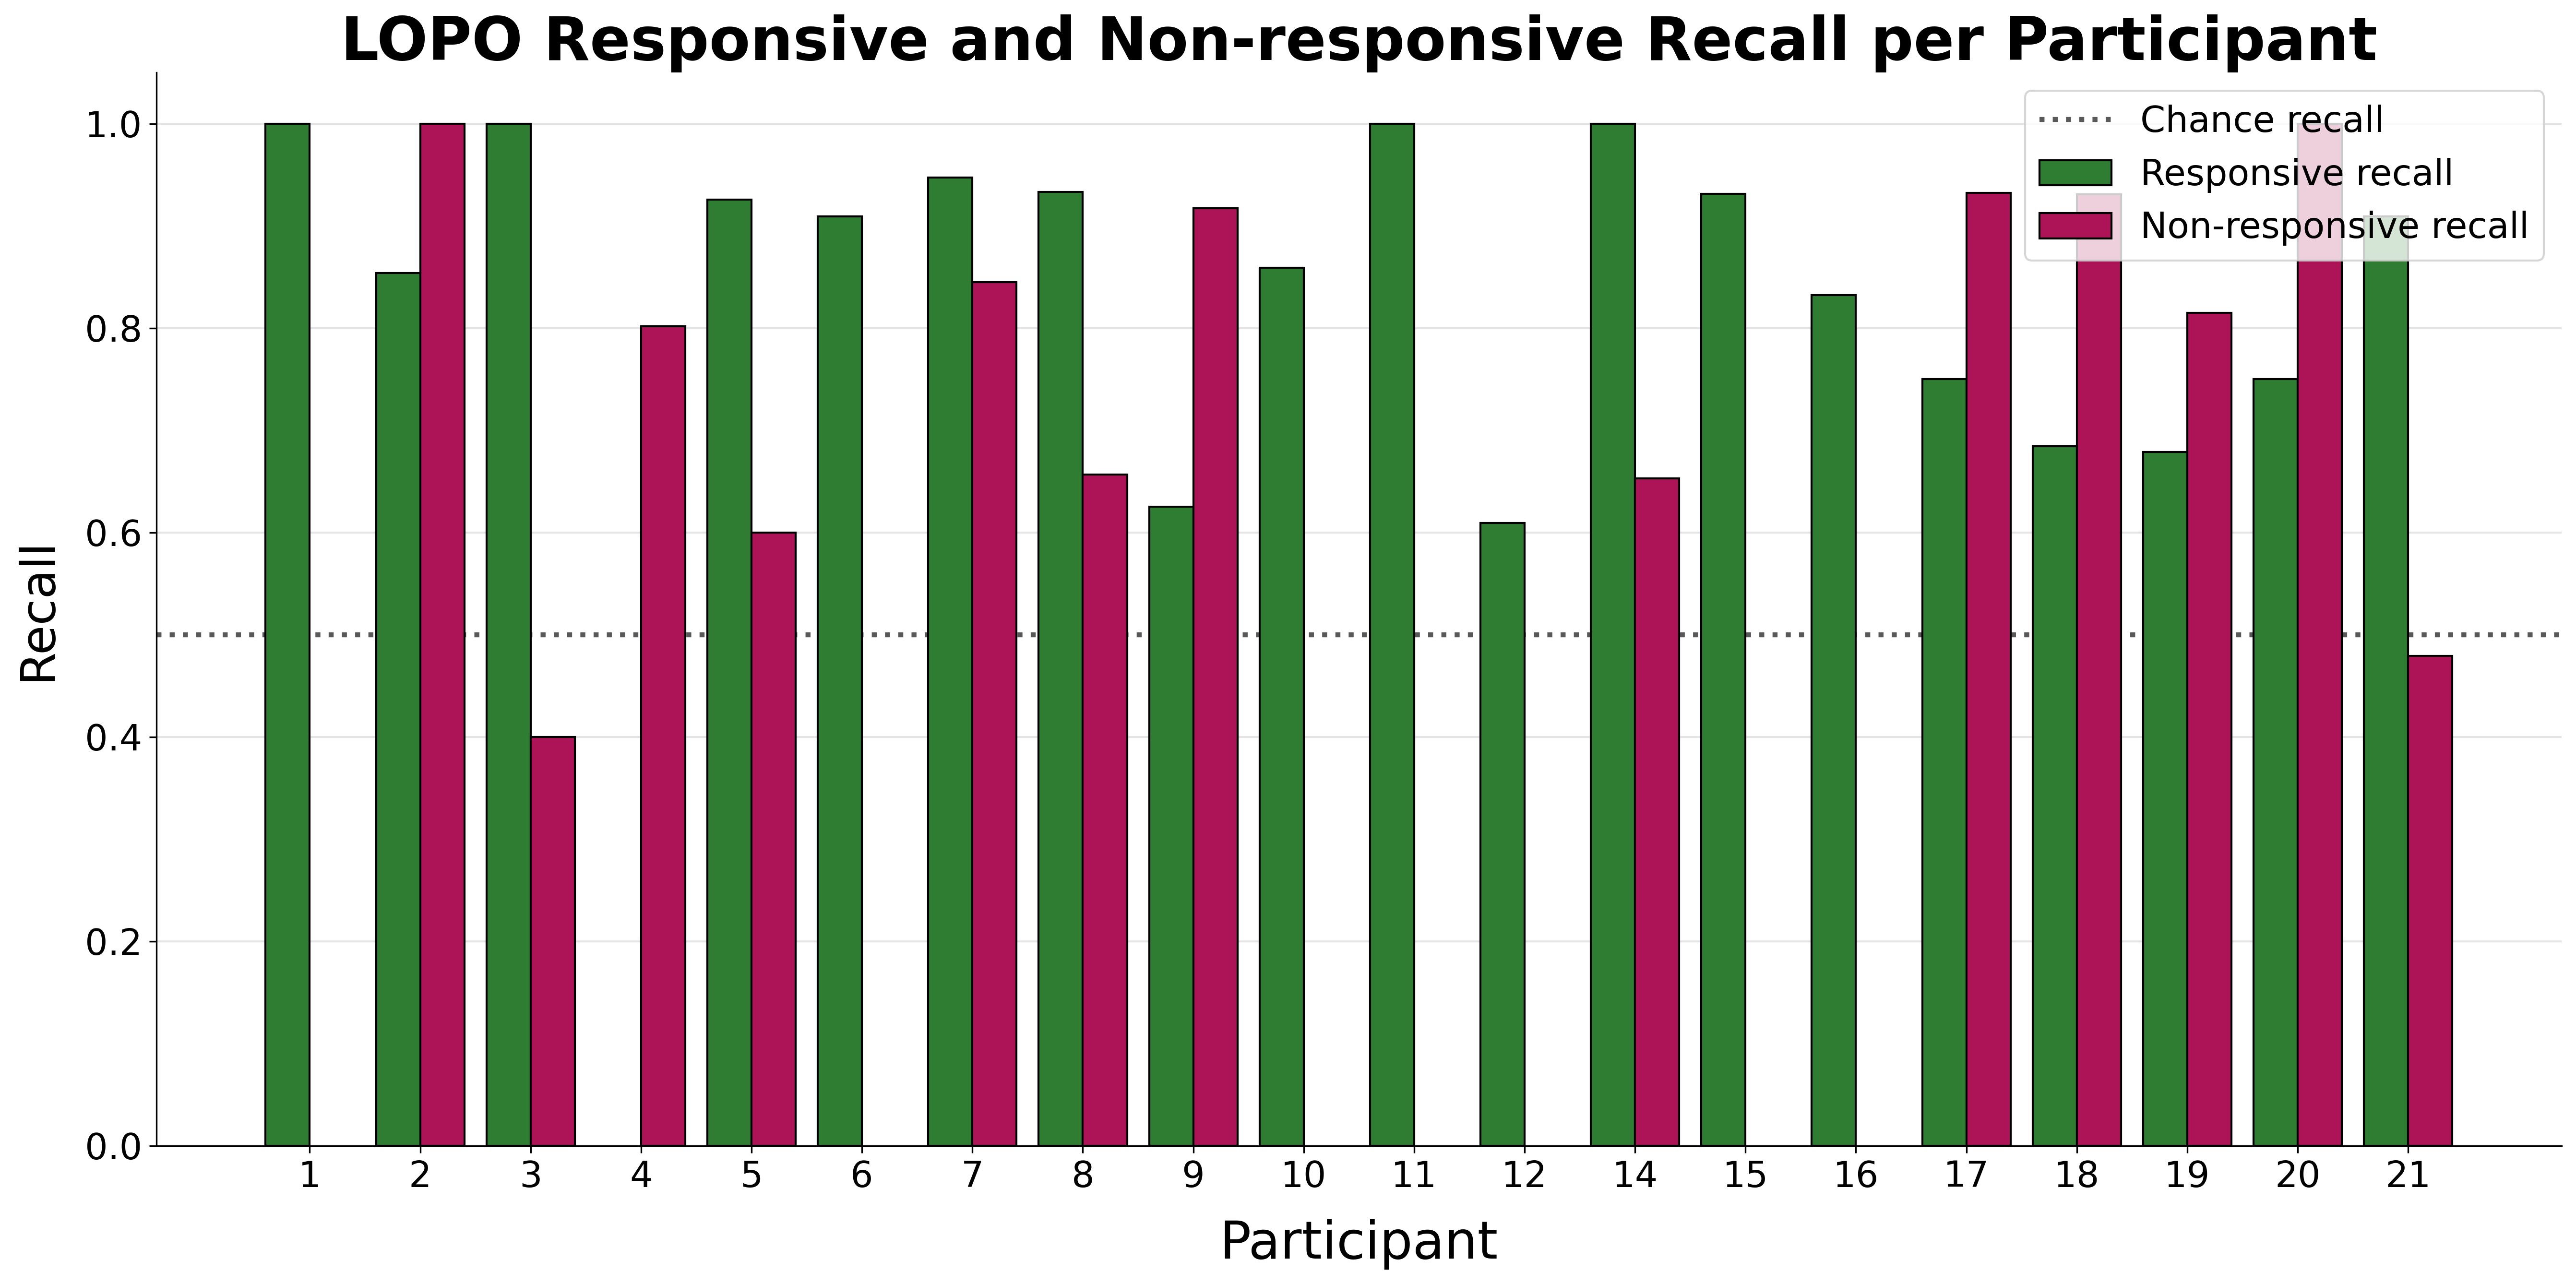 LOPO Responsive and Non-responsive Recall per Participant
Chance recall
Responsive recall
Non-responsive recall
1.0
0.8
0.6
0.4
0.2
0.0
Recall
1 2 3 4 5 6 7 8 9 10 11 12 14 15 16 17 18 19 20 21
Participant